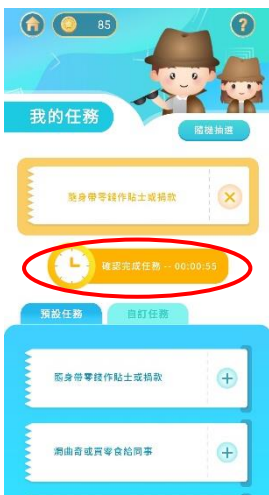 85
?
我的任務
隨機抽選
隨身帶零錢作貼士或捐款
確認完成任務 -- 00:00:55
預設任務
自訂任務
隨身帶零錢作貼士或捐款
焗曲奇或買零食給同事